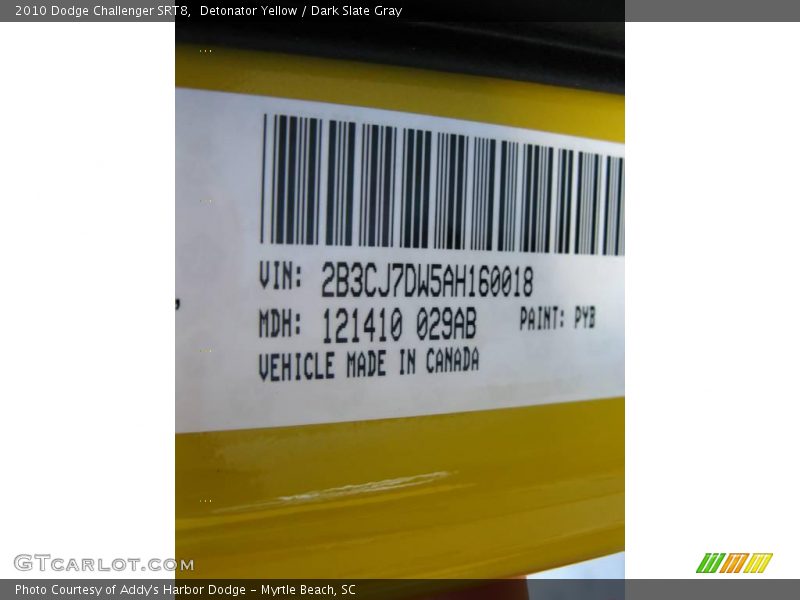 2010 Dodge Challenger SRT8,  Detonator Yellow / Dark Slate Gray
VIN: 2B3CJ7DW5AH160018
MDH: 121410 029AB PAINT: PYB
VEHICLE MADE IN CANADA
GTCARLOT.COM™
Photo Courtesy of Addy's Harbor Dodge - Myrtle Beach, SC